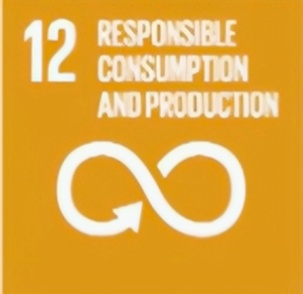 12 RESPONSIBLE
CONSUMPTION
AND PRODUCTION